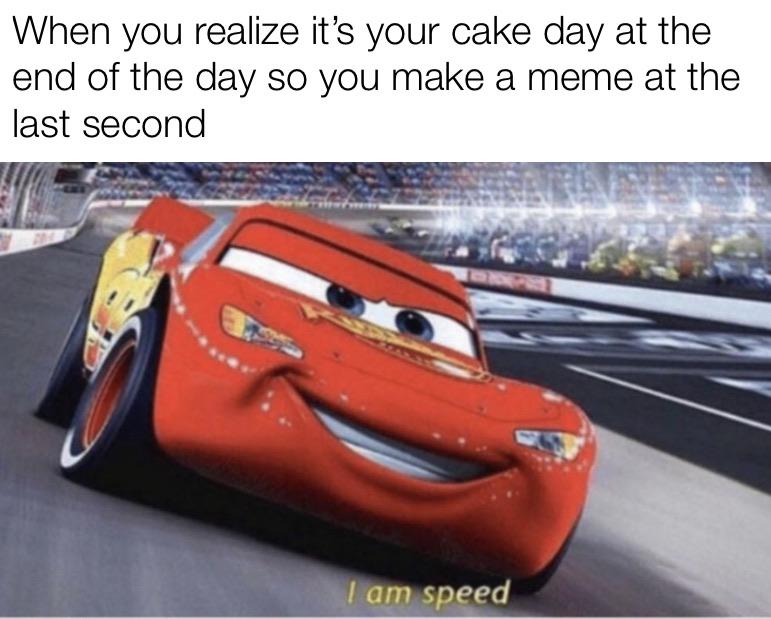 When you realize it’s your cake day at the
end of the day so you make a meme at the
last second
I am speed